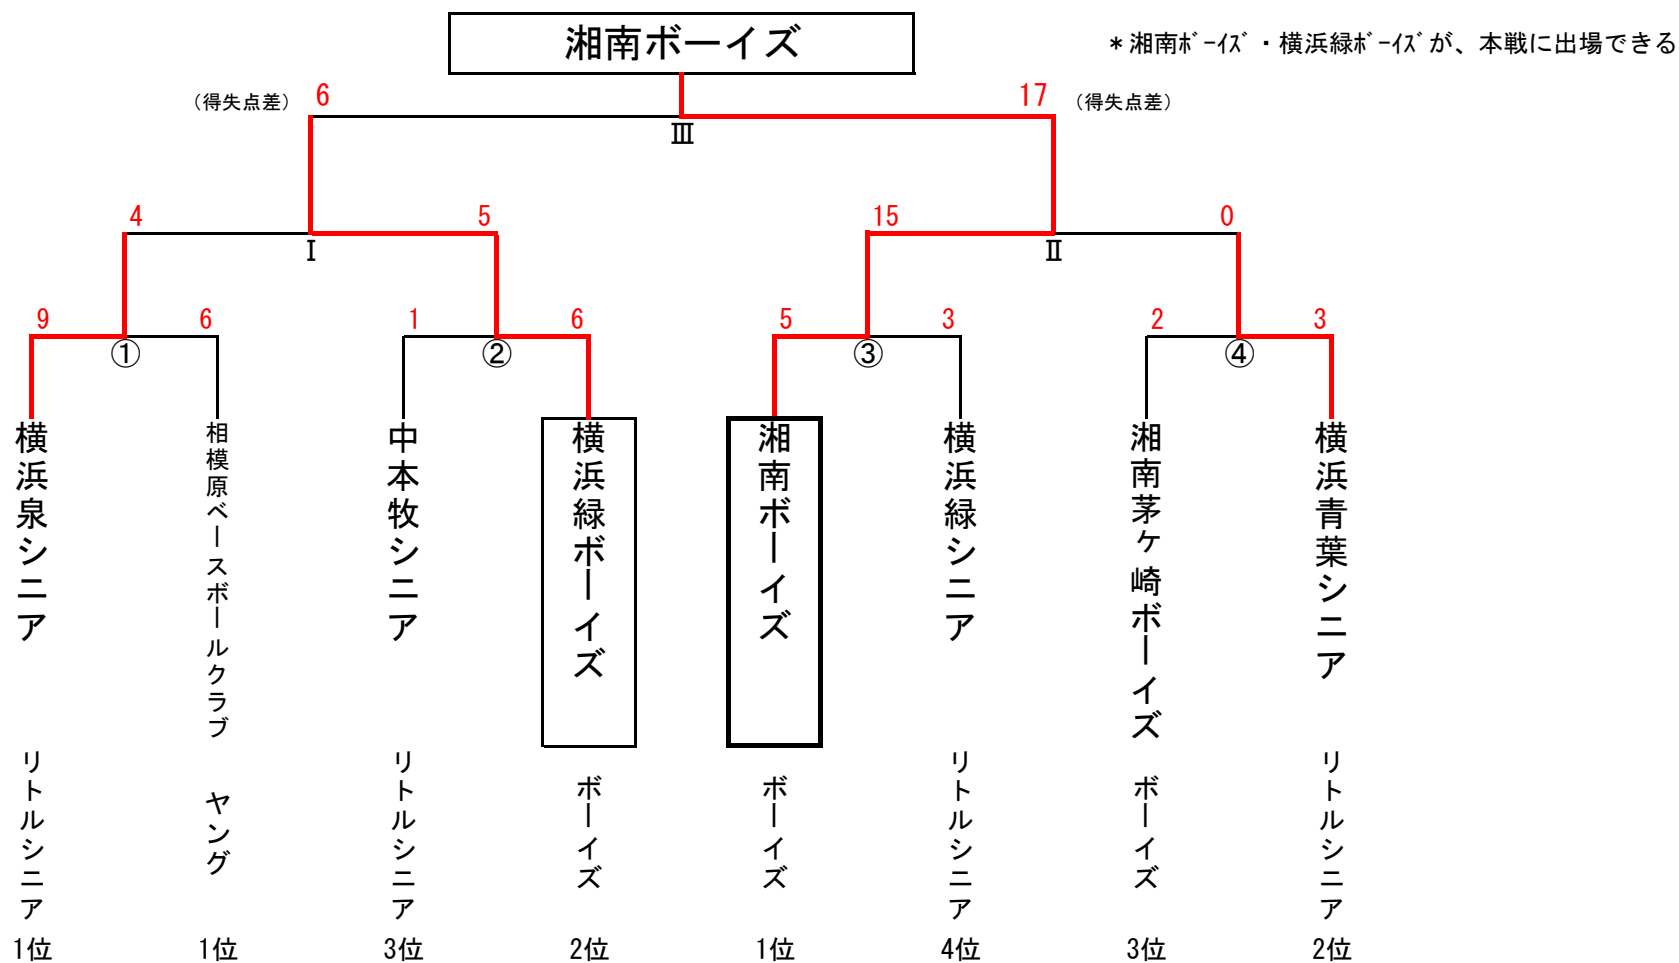 湘南ボーイズ
＊湘南ﾎﾞｰｲｽﾞ・横浜緑ﾎﾞｰｲｽﾞが、本戦に出場できる
（得失点差） 6
17 （得失点差）
Ⅲ
4 5 15 0
Ⅰ Ⅱ
9 6 1 6 5 3 2 3
① ② ③ ④
横浜泉シニア
相模原ベースボールクラブ
中本牧シニア
横浜緑ボーイズ
湘南ボーイズ
横浜緑シニア
湘南茅ケ崎ボーイズ
横浜青葉シニア
リトルシニア
ヤング
リトルシニア
ボーイズ
ボーイズ
リトルシニア
ボーイズ
リトルシニア
1位 1位 3位 2位 1位 4位 3位 2位